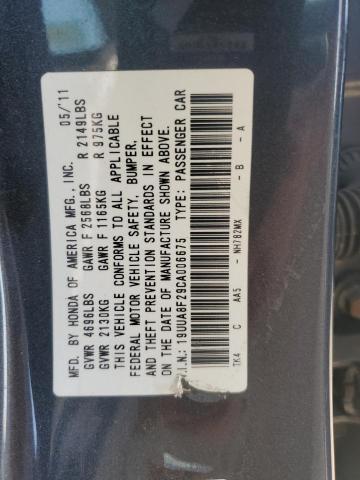 MFD. BY HONDA OF AMERICA MFG., INC. 05/11
GVWR 4698LBS GAWR F 2568LBS R 2149LBS
GVWR 2130KG GAWR F 1165KG R 975KG
THIS VEHICLE CONFORMS TO ALL APPLICABLE
FEDERAL MOTOR VEHICLE SAFETY, BUMPER,
AND THEFT PREVENTION STANDARDS IN EFFECT
ON THE DATE OF MANUFACTURE SHOWN ABOVE.
V.I.N.: 19UUA8F29CA006675 TYPE: PASSENGER CAR
TK4 C AA5 - NH782MX - B - A